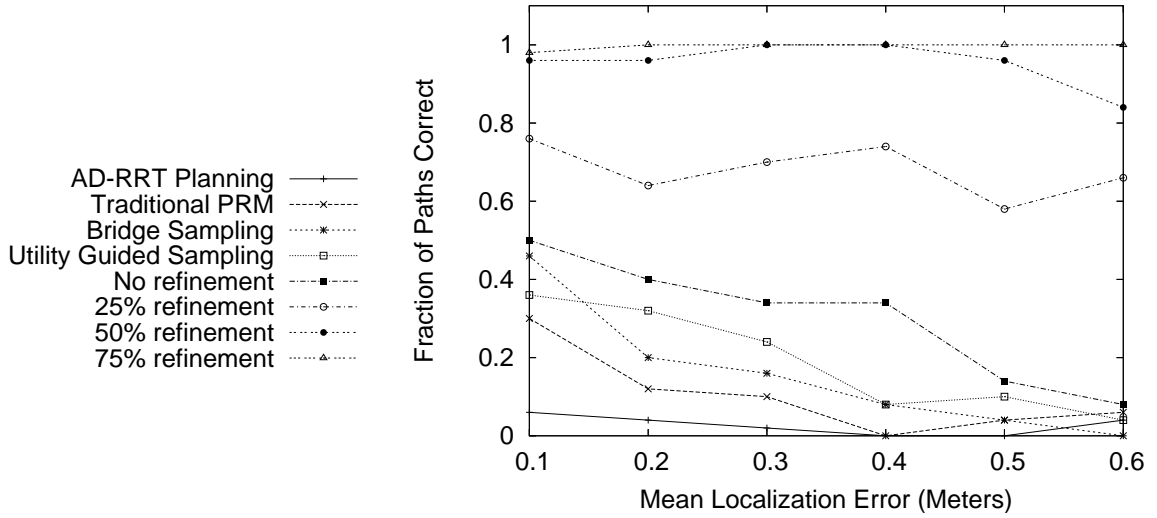 AD-RRT Planning
Traditional PRM
Bridge Sampling
Utility Guided Sampling
No refinement
25% refinement
50% refinement
75% refinement
Fraction of Paths Correct
1
0.8
0.6
0.4
0.2
0
0.1 0.2 0.3 0.4 0.5 0.6
Mean Localization Error (Meters)